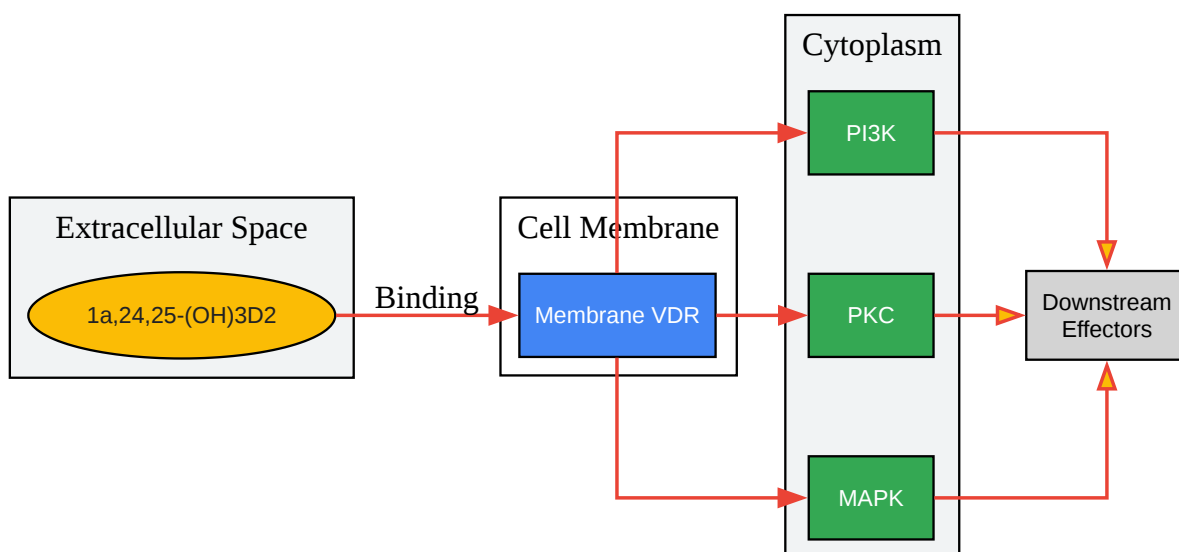 Cytoplasm
PI3K
Extracellular Space
Cell Membrane
1a,24,25-(OH)3D2
Binding
Membrane VDR
PKC
Downstream
Effectors
MAPK